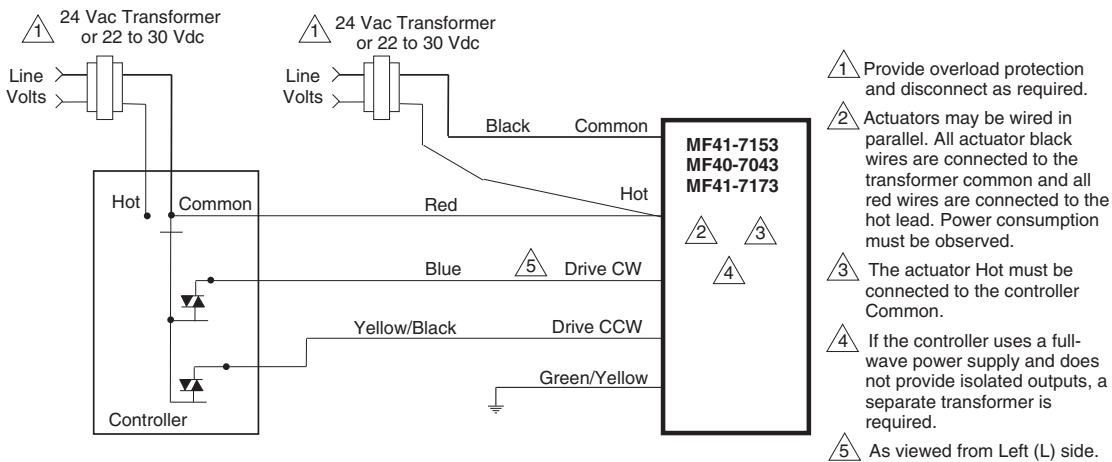 1
24 Vac Transformer
or 22 to 30 Vdc
Line
Volts
1
24 Vac Transformer
or 22 to 30 Vdc
Line
Volts
Black
Common
MF41-7153
MF40-7043
MF41-7173
Hot
Common
Red
Hot
2
3
4
Blue
5
Drive CW
Yellow/Black
Drive CCW
Green/Yellow
Controller
1 Provide overload protection
and disconnect as required.
2 Actuators may be wired in
parallel. All actuator black
wires are connected to the
transformer common and all
red wires are connected to the
hot lead. Power consumption
must be observed.
3 The actuator Hot must be
connected to the controller
Common.
4 If the controller uses a full-
wave power supply and does
not provide isolated outputs, a
separate transformer is
required.
5 As viewed from Left (L) side.